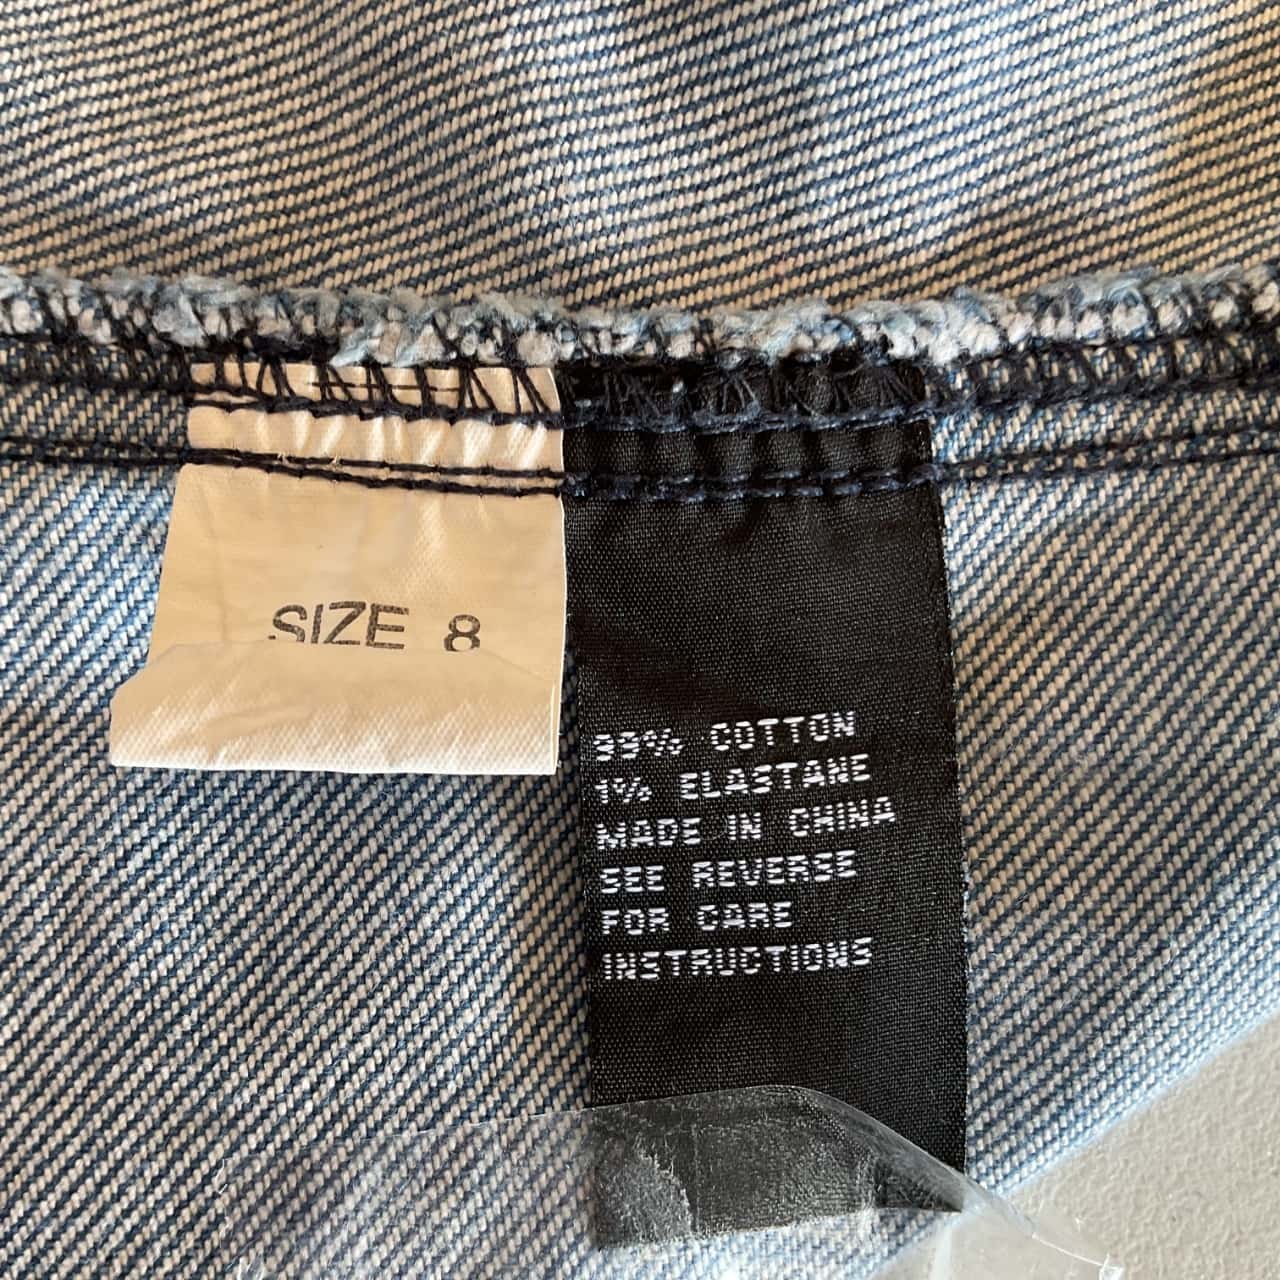 SIZE 8
99% COTTON
1% ELASTANE
MADE IN CHINA
SEE REVERSE
FOR CARE
INSTRUCTIONS